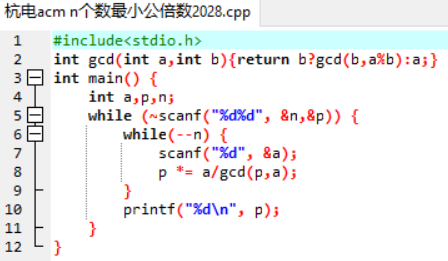 杭电acm n个数最小公倍数2028.cpp
1 #include<stdio.h>
2 int gcd(int a,int b){return b?gcd(b,a%b):a;}
3 int main() {
4 int a,p,n;
5 while (~scanf("%d%d", &n,&p)) {
6 while(--n) {
7 scanf("%d", &a);
8 p *= a/gcd(p,a);
9 }
10 printf("%d\n", p);
11 }
12 }